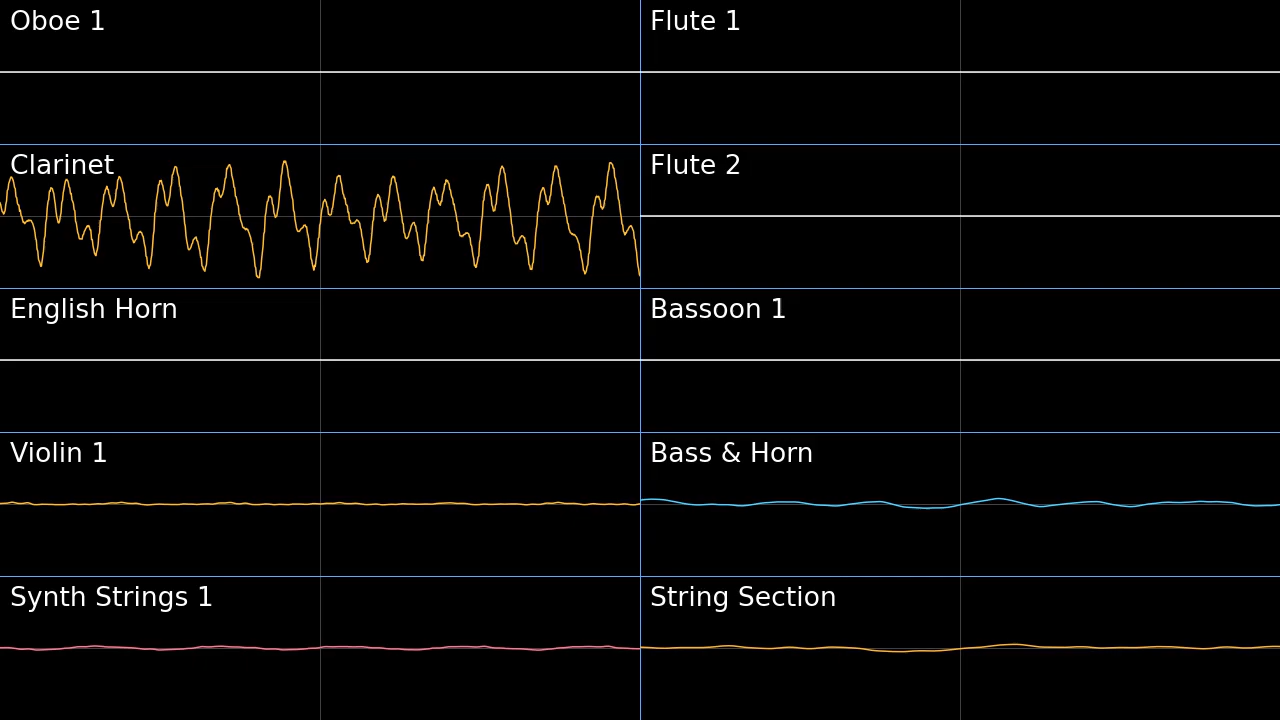 Oboe 1
Flute 1
Clarinet
Flute 2
English Horn
Bassoon 1
Violin 1
Bass & Horn
Synth Strings 1
String Section